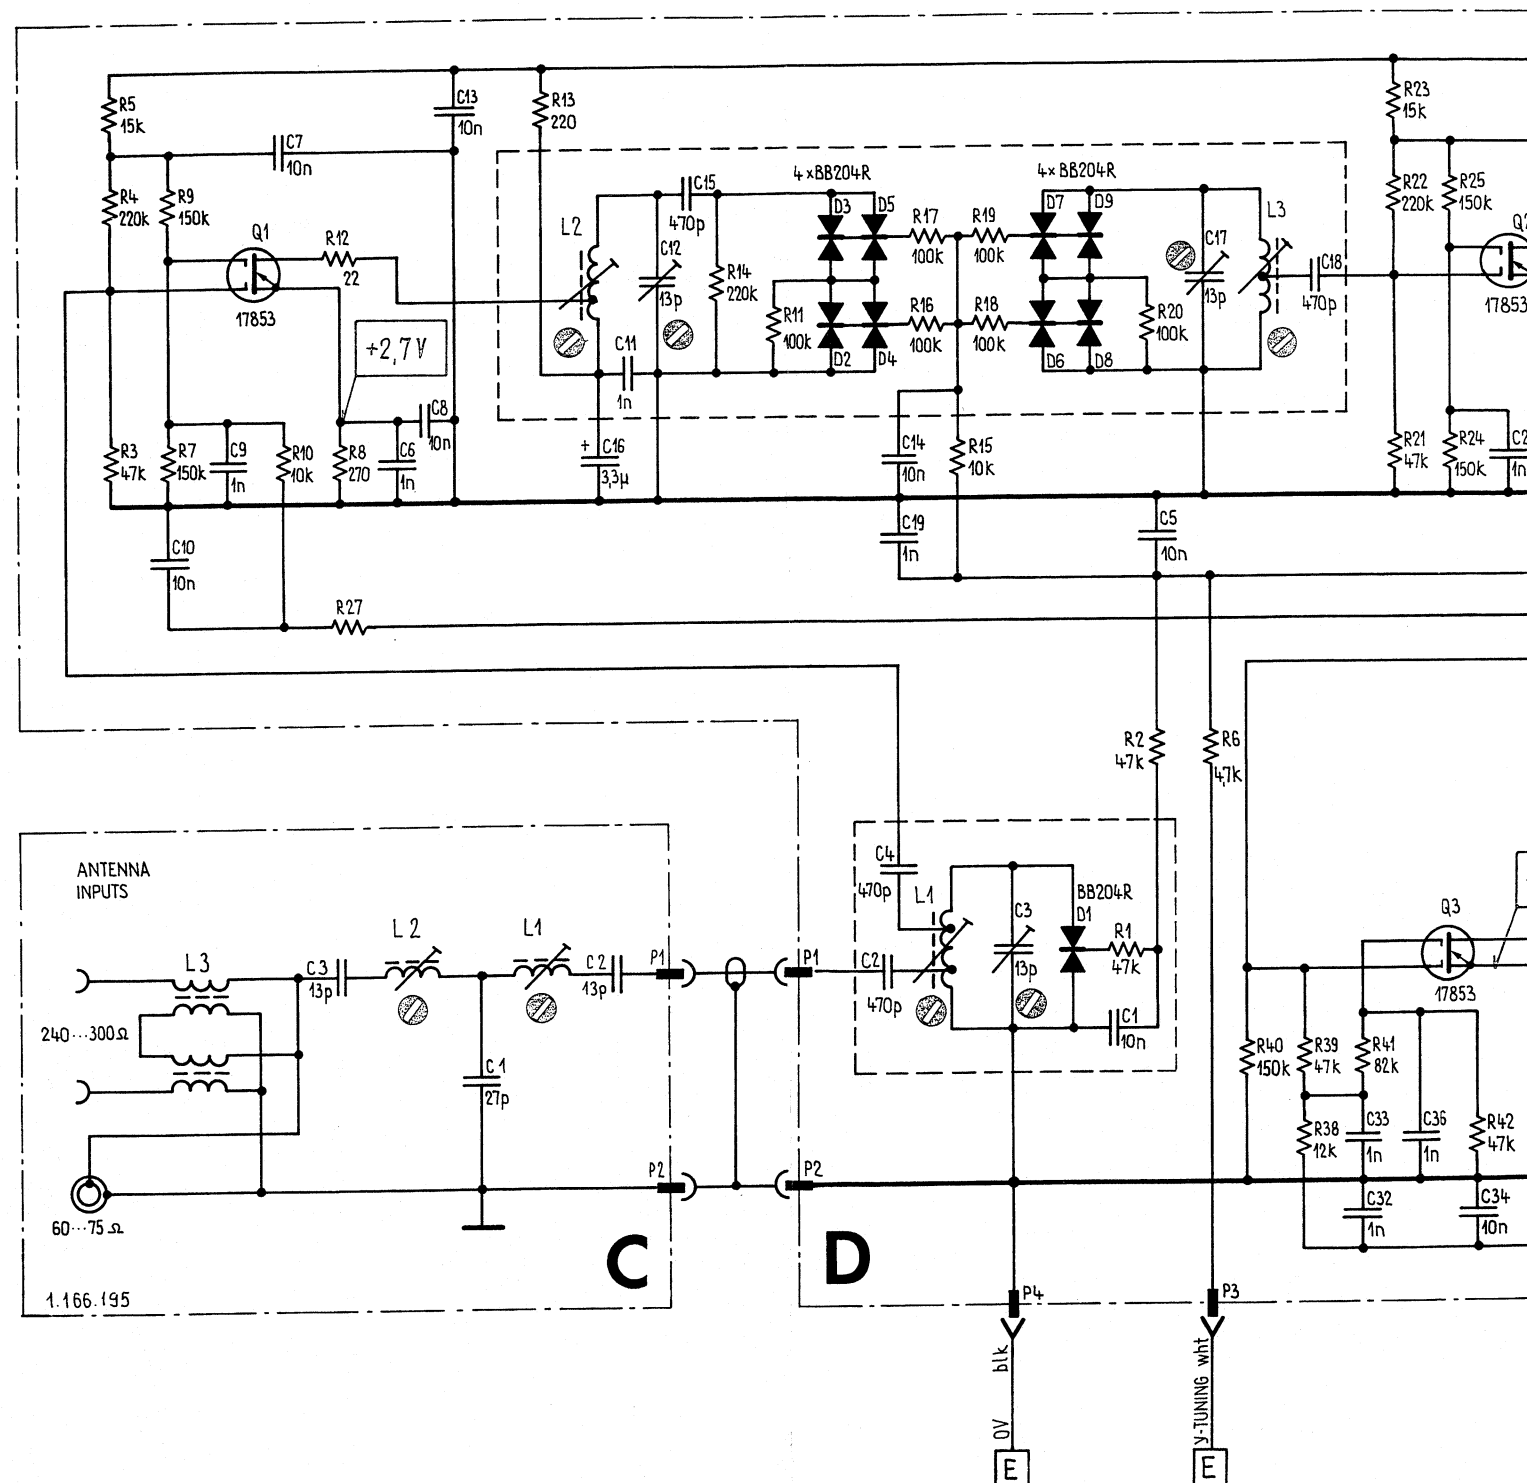 R5
15k
C13
10n
R13
220
R23
15k
C7
10n
4×BB204R
4×BB204R
R4
220k
R9
150k
C15
470p
D3
D5
R17
100k
R19
100k
D7
D9
L3
R22
220k
R25
150k
Q1
R12
22
L2
C12
13p
R14
220k
C17
13p
C18
470p
17853
17853
+2,7V
R11
100k
R16
100k
R18
100k
R20
100k
D2
D4
D6
D8
C11
1n
C8
10n
R3
47k
R7
150k
C9
1n
R10
10k
R8
270
C6
1n
+
C16
3,3µ
C14
10n
R15
10k
R21
47k
R24
150k
1n
C10
10n
C19
1n
C5
10n
R27
R2
47k
R6
4,7k
ANTENNA
INPUTS
C4
470p
L1
C3
13p
BB204R
D1
R1
47k
Q3
17853
L3
C3
13p
L2
L1
C2
13p
P1
P1
C2
470p
C1
10n
240...300Ω
C1
27p
R40
150k
R39
47k
R41
82k
R38
12k
C33
1n
C36
1n
R42
47k
P2
P2
C32
1n
C34
10n
60...75Ω
C
D
1.166.195
P4
P3
blk
0V
y-TUNING wht
E
E